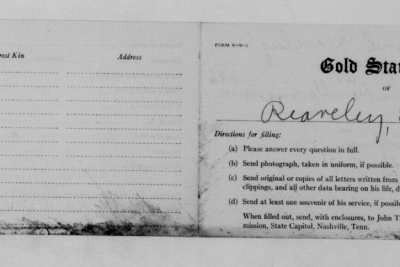 rest Kin Address
FORM W-W-1
Gold Sta
OF
Reaveley,
Directions for filling:
(a) Please answer every question in full.
(b) Send photograph, taken in uniform, if possible.
(c) Send original or copies of all letters written from
clippings, and all other data bearing on his life, d
(d) Send at least one souvenir of his service, if possib
When filled out, send, with enclosures, to John T
mission, State Capitol, Nashville, Tenn.